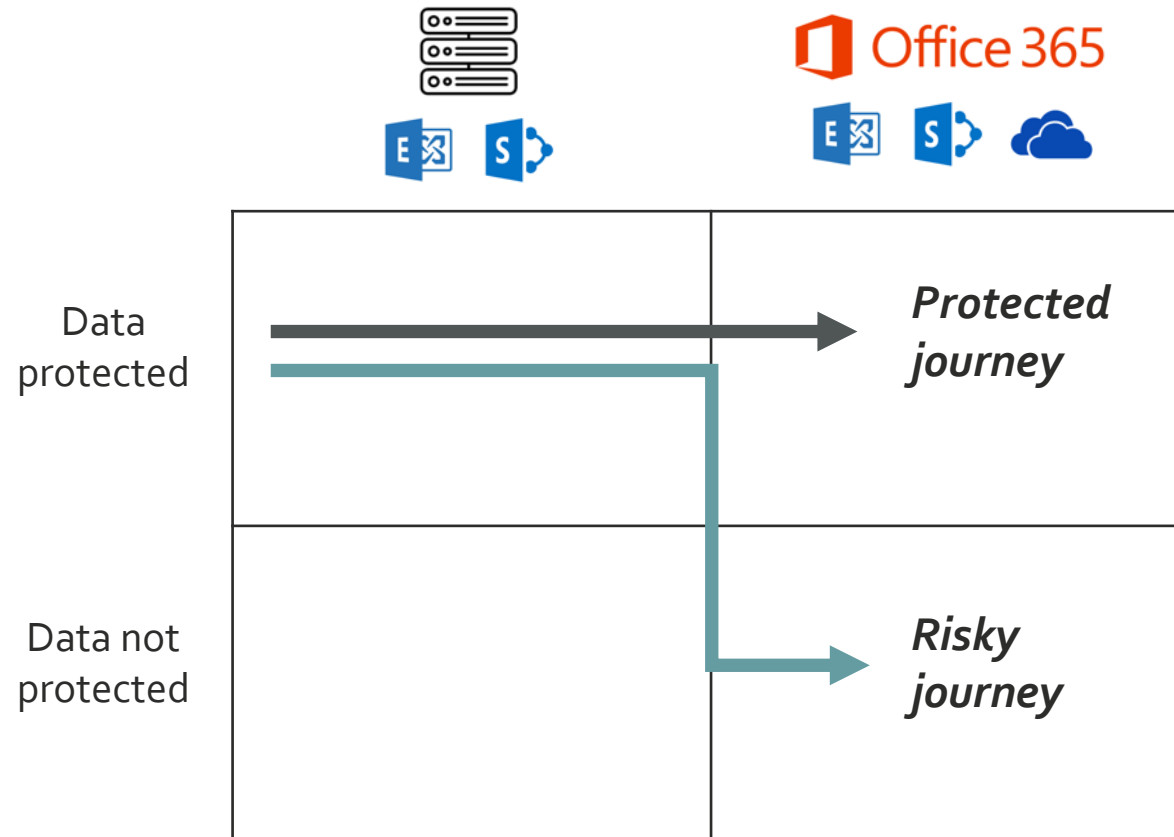 Office 365
E S E S
Data
protected
Protected
journey
Data not
protected
Risky
journey